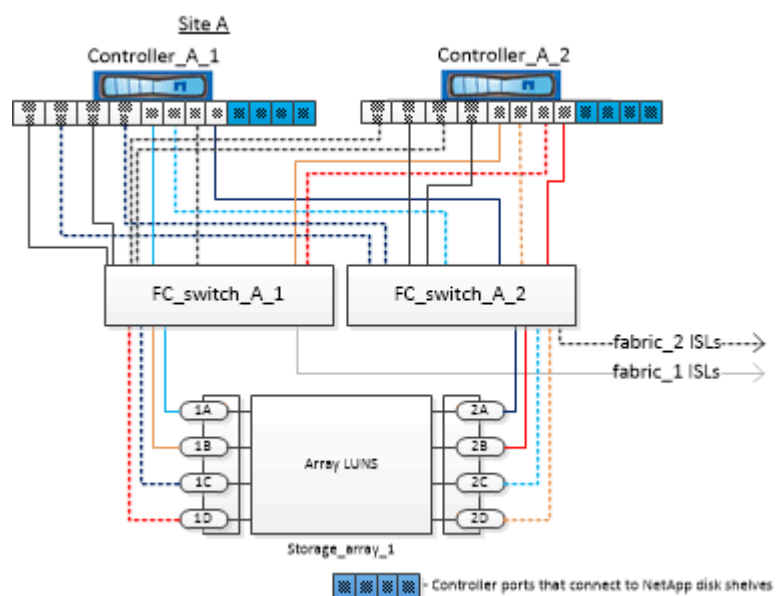 Site A
Controller_A_1
Controller_A_2
FC_switch_A_1
FC_switch_A_2
fabric_2 ISLs
fabric_1 ISLs
1A
2A
1B
2B
Array LUNS
1C
2C
1D
2D
Storage_array_1
- Controller ports that connect to NetApp disk shelves